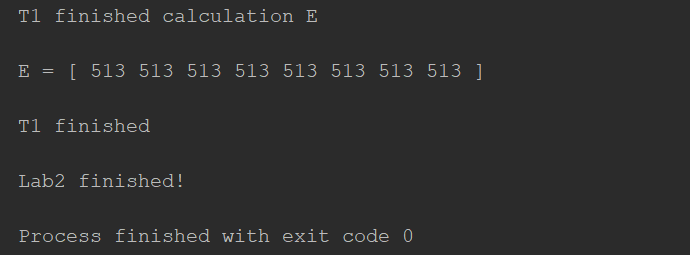 T1 finished calculation E
E = [ 513 513 513 513 513 513 513 513 ]
T1 finished
Lab2 finished!
Process finished with exit code 0